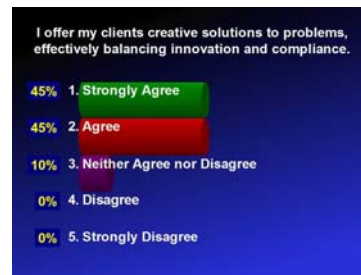 I offer my clients creative solutions to problems,
effectively balancing innovation and compliance.
45% 1. Strongly Agree
45% 2. Agree
10% 3. Neither Agree nor Disagree
0% 4. Disagree
0% 5. Strongly Disagree